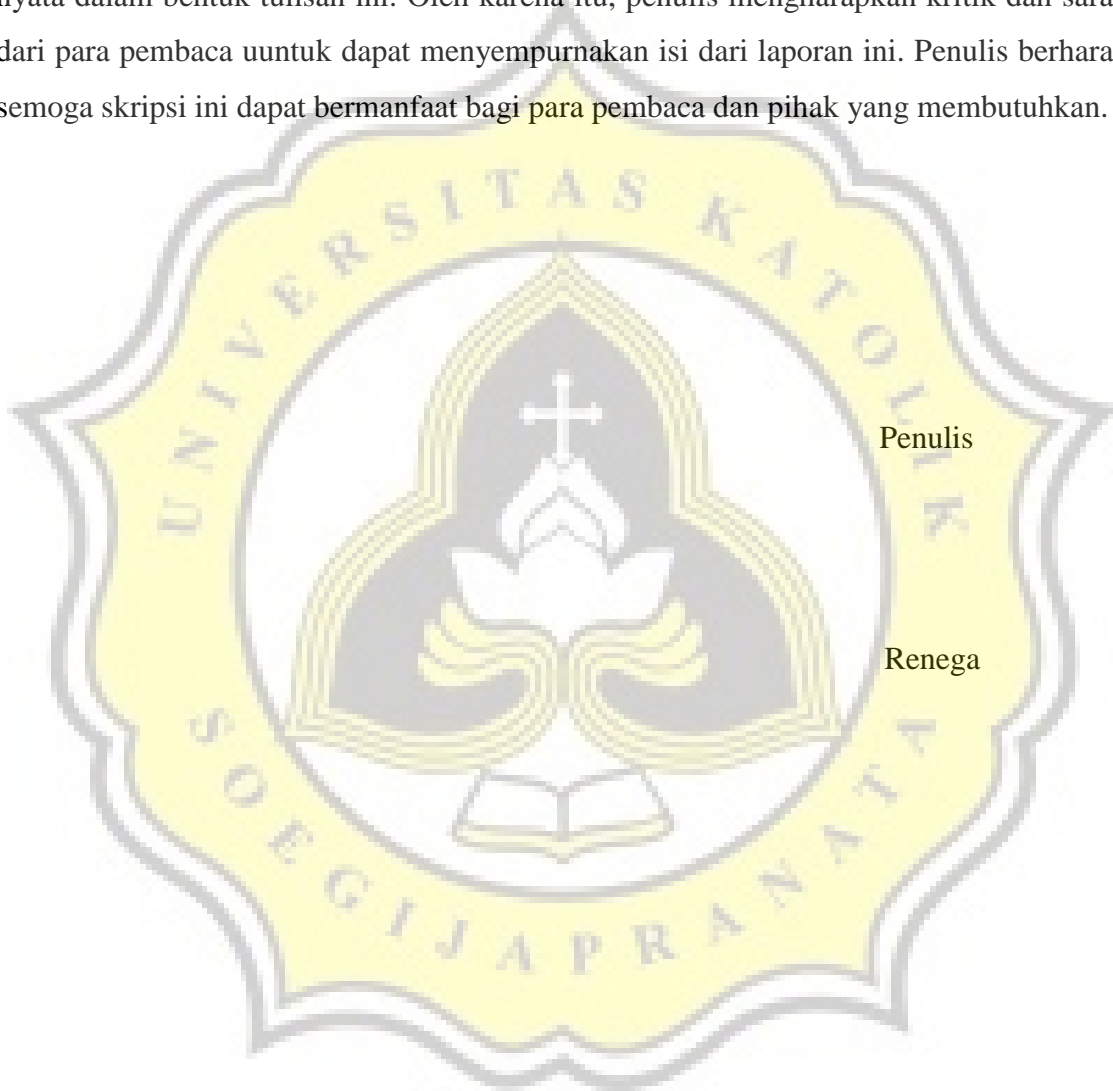 nyata dalam bentuk tulisan ini. Oleh karena itu, penulis mengharapkan kritik dan sara
dari para pembaca uuntuk dapat menyempurnakan isi dari laporan ini. Penulis berhara
semoga skripsi ini dapat bermanfaat bagi para pembaca dan pihak yang membutuhkan.
UNIVERSITAS KATOLIK
Penulis
Renega
SOEGIJAPRANATA